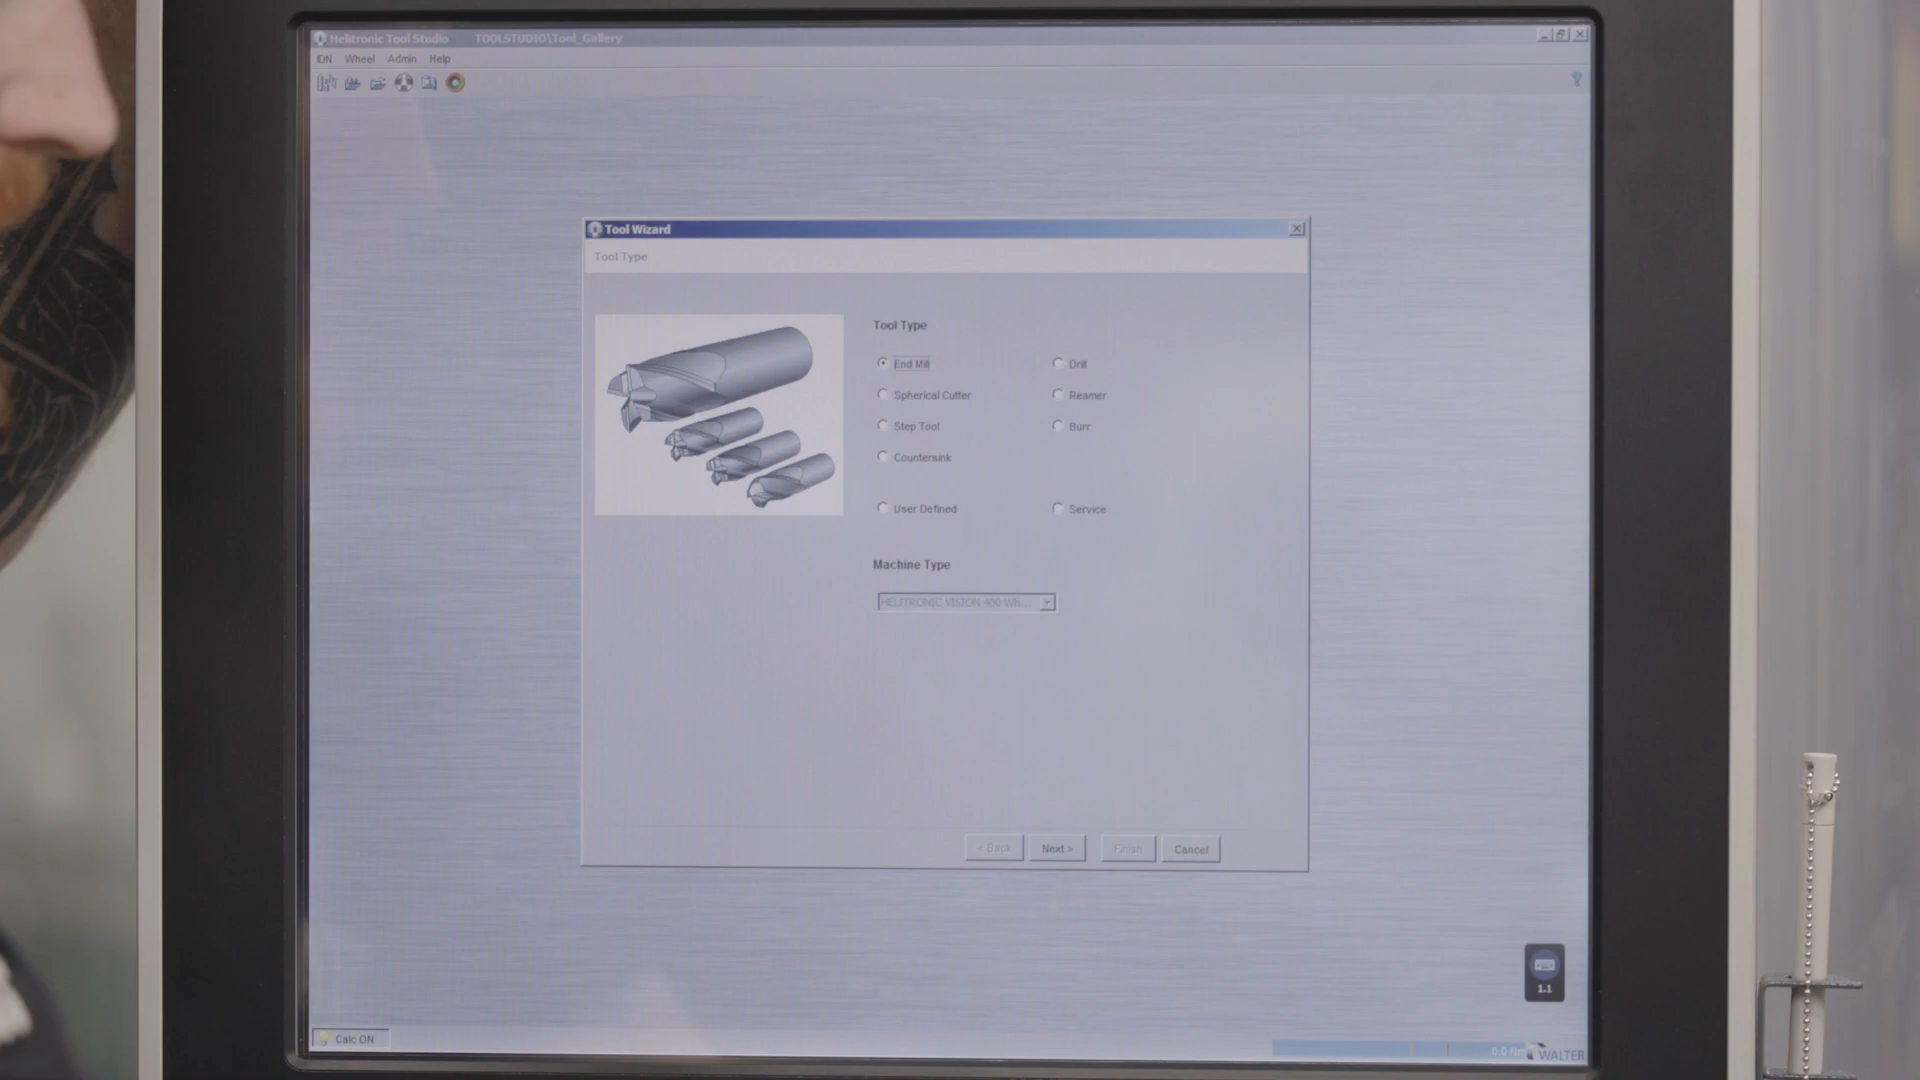 Helitronic Tool Studio TOOLSTUDIO\Tool_Gallery
IDN Wheel Admin Help
Tool Wizard
Tool Type
Tool Type
End Mill Drill
Spherical Cutter Reamer
Step Tool Burr
Countersink
User Defined Service
Machine Type
HELITRONIC VISION 400 Wh...
< Back Next > Finish Cancel
1.1
Calc ON
WALTER